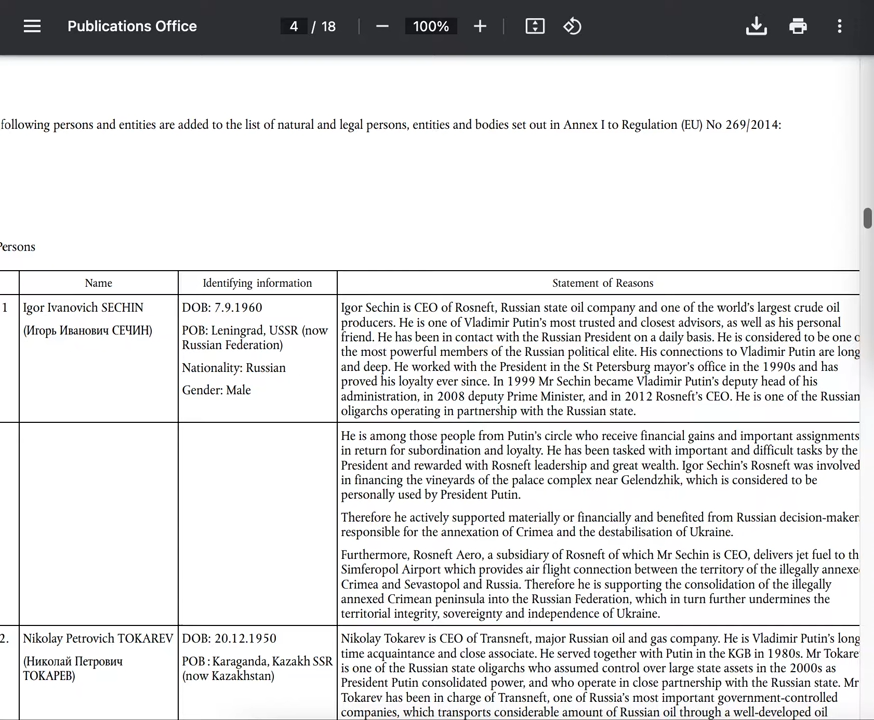 Publications Office
4 / 18
100%
following persons and entities are added to the list of natural and legal persons, entities and bodies set out in Annex I to Regulation (EU) No 269/2014:
Persons
Name Identifying information Statement of Reasons
1 Igor Ivanovich SECHIN
(Игорь Иванович СЕЧИН)
DOB: 7.9.1960
POB: Leningrad, USSR (now
Russian Federation)
Nationality: Russian
Gender: Male
Igor Sechin is CEO of Rosneft, Russian state oil company and one of the world's largest crude oil
producers. He is one of Vladimir Putin's most trusted and closest advisors, as well as his personal
friend. He has been in contact with the Russian President on a daily basis. He is considered to be one o
the most powerful members of the Russian political elite. His connections to Vladimir Putin are long
and deep. He worked with the President in the St Petersburg mayor's office in the 1990s and has
proved his loyalty ever since. In 1999 Mr Sechin became Vladimir Putin's deputy head of his
administration, in 2008 deputy Prime Minister, and in 2012 Rosneft's CEO. He is one of the Russian
oligarchs operating in partnership with the Russian state.
He is among those people from Putin's circle who receive financial gains and important assignments
in return for subordination and loyalty. He has been tasked with important and difficult tasks by the
President and rewarded with Rosneft leadership and great wealth. Igor Sechin's Rosneft was involved
in financing the vineyards of the palace complex near Gelendzhik, which is considered to be
personally used by President Putin.
Therefore he actively supported materially or financially and benefited from Russian decision-maker
responsible for the annexation of Crimea and the destabilisation of Ukraine.
Furthermore, Rosneft Aero, a subsidiary of Rosneft of which Mr Sechin is CEO, delivers jet fuel to th
Simferopol Airport which provides air flight connection between the territory of the illegally annexe
Crimea and Sevastopol and Russia. Therefore he is supporting the consolidation of the illegally
annexed Crimean peninsula into the Russian Federation, which in turn further undermines the
territorial integrity, sovereignty and independence of Ukraine.
2. Nikolay Petrovich TOKAREV
(Николай Петрович
ТОКАРЕВ)
DOB: 20.12.1950
POB: Karaganda, Kazakh SSR
(now Kazakhstan)
Nikolay Tokarev is CEO of Transneft, major Russian oil and gas company. He is Vladimir Putin's long
time acquaintance and close associate. He served together with Putin in the KGB in 1980s. Mr Tokare
is one of the Russian state oligarchs who assumed control over large state assets in the 2000s as
President Putin consolidated power, and who operate in close partnership with the Russian state. Mr
Tokarev has been in charge of Transneft, one of Russia's most important government-controlled
companies, which transports considerable amount of Russian oil through a well-developed oil